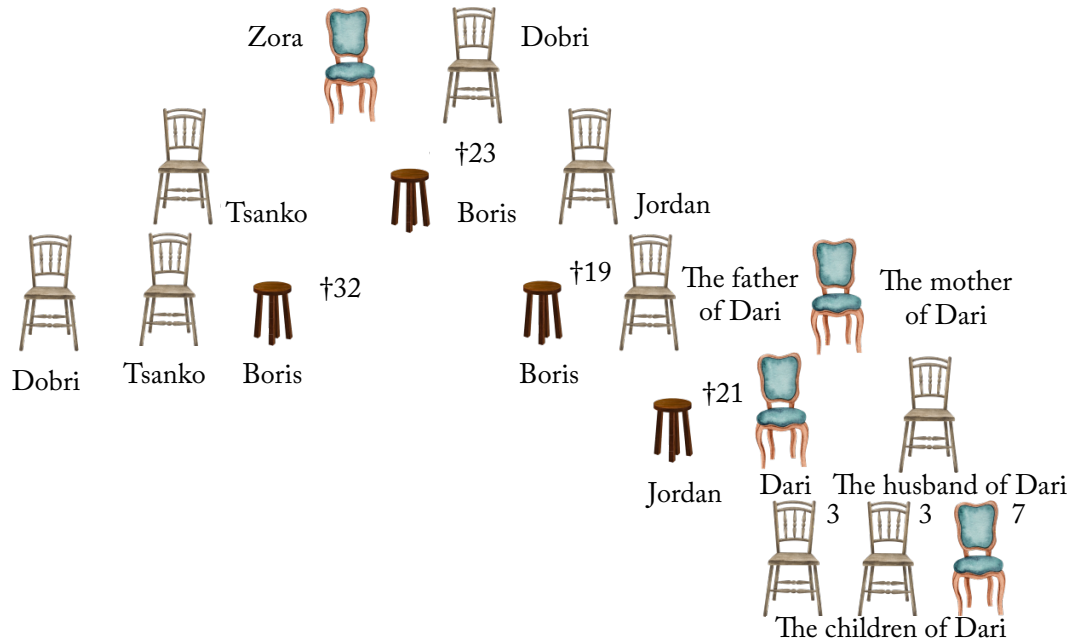 Zora
Dobri
†23
Tsanko
Boris
Jordan
†32
†19
The father
of Dari
The mother
of Dari
Dobri
Tsanko
Boris
Boris
†21
Jordan
Dari
The husband of Dari
3
3
7
The children of Dari